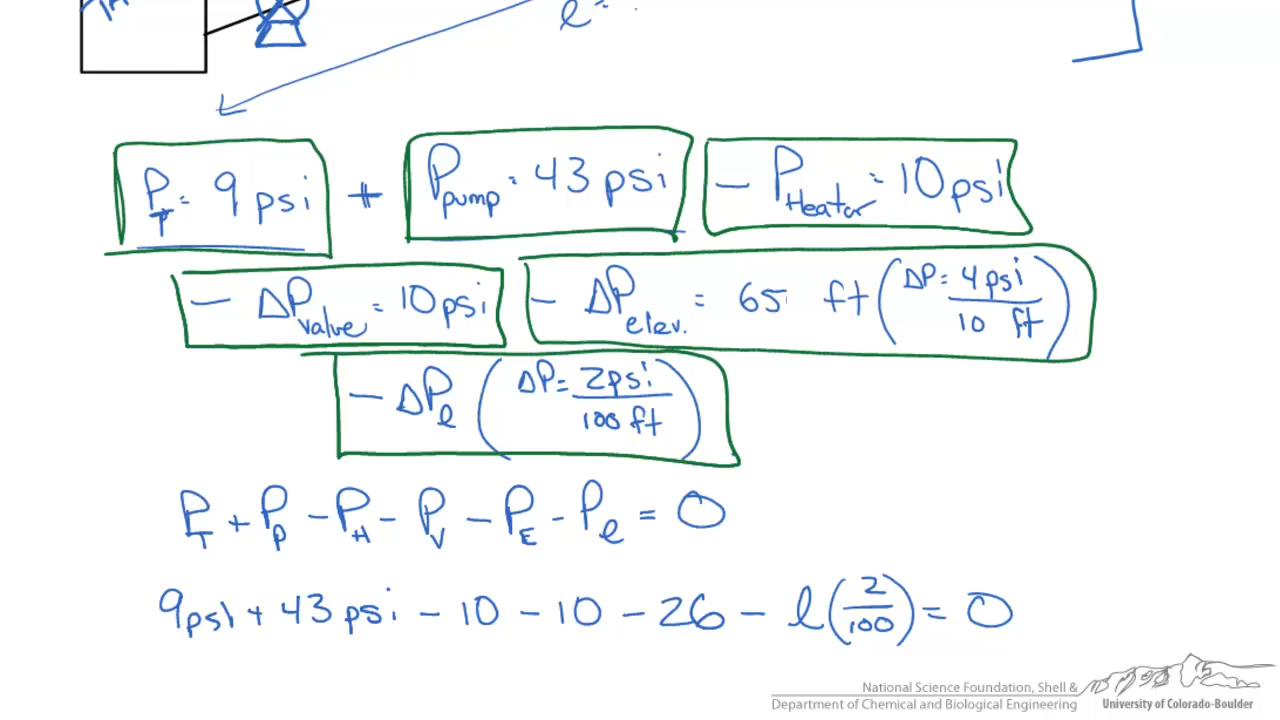 l =
P_T = 9 psi + P_pump = 43 psi - P_Heater = 10 psi
- ΔP_valve = 10 psi - ΔP_elev. = 65 ft (ΔP = 4 psi / 10 ft)
- ΔP_l (ΔP = 2 psi / 100 ft)
P_T + P_P - P_H - P_V - P_E - P_l = 0
9 psi + 43 psi - 10 - 10 - 26 - l (2/100) = 0
National Science Foundation, Shell &
Department of Chemical and Biological Engineering
University of Colorado-Boulder